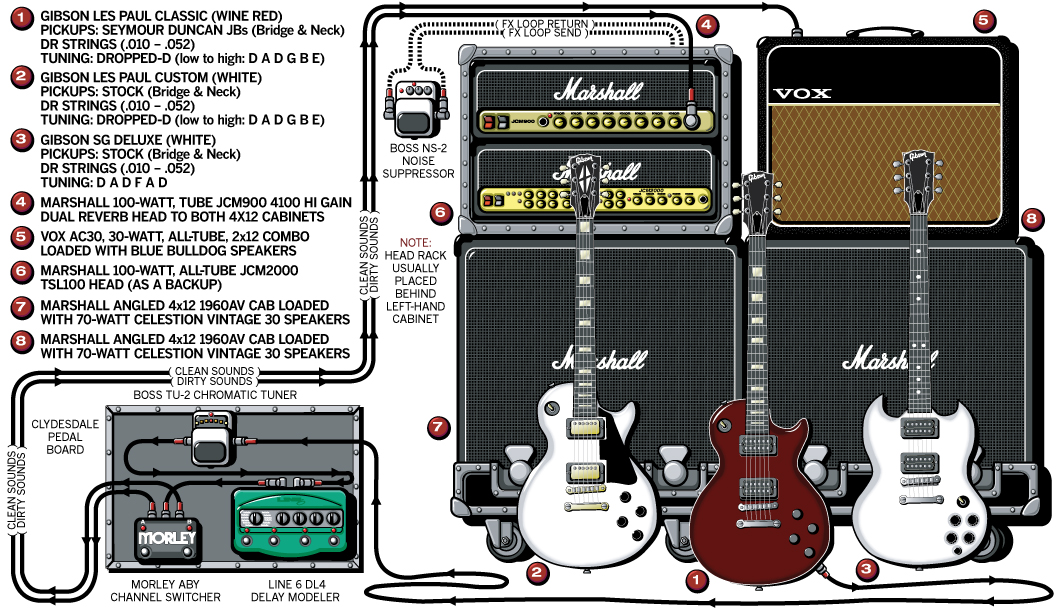 1 GIBSON LES PAUL CLASSIC (WINE RED)
PICKUPS: SEYMOUR DUNCAN JBs (Bridge & Neck)
DR STRINGS (.010 – .052)
TUNING: DROPPED-D (low to high: D A D G B E)
2 GIBSON LES PAUL CUSTOM (WHITE)
PICKUPS: STOCK (Bridge & Neck)
DR STRINGS (.010 – .052)
TUNING: DROPPED-D (low to high: D A D G B E)
3 GIBSON SG DELUXE (WHITE)
PICKUPS: STOCK (Bridge & Neck)
DR STRINGS (.010 – .052)
TUNING: D A D F A D
4 MARSHALL 100-WATT, TUBE JCM900 4100 HI GAIN
DUAL REVERB HEAD TO BOTH 4X12 CABINETS
5 VOX AC30, 30-WATT, ALL-TUBE, 2x12 COMBO
LOADED WITH BLUE BULLDOG SPEAKERS
6 MARSHALL 100-WATT, ALL-TUBE JCM2000
TSL100 HEAD (AS A BACKUP)
7 MARSHALL ANGLED 4x12 1960AV CAB LOADED
WITH 70-WATT CELESTION VINTAGE 30 SPEAKERS
8 MARSHALL ANGLED 4x12 1960AV CAB LOADED
WITH 70-WATT CELESTION VINTAGE 30 SPEAKERS
( CLEAN SOUNDS )
( DIRTY SOUNDS )
BOSS TU-2 CHROMATIC TUNER
CLYDESDALE
PEDAL
BOARD
( CLEAN SOUNDS )
( DIRTY SOUNDS )
MORLEY
MORLEY ABY
CHANNEL SWITCHER
LINE 6 DL4
DELAY MODELER
( CLEAN SOUNDS )
( DIRTY SOUNDS )
( FX LOOP RETURN )
( FX LOOP SEND )
BOSS NS-2
NOISE
SUPPRESSOR
NOTE:
HEAD RACK
USUALLY
PLACED
BEHIND
LEFT-HAND
CABINET
4
5
Marshall
JCM900
VOX
Marshall
JCM2000
Gibson
Gibson
Gibson
6
8
Marshall
Marshall
7
2
1
3